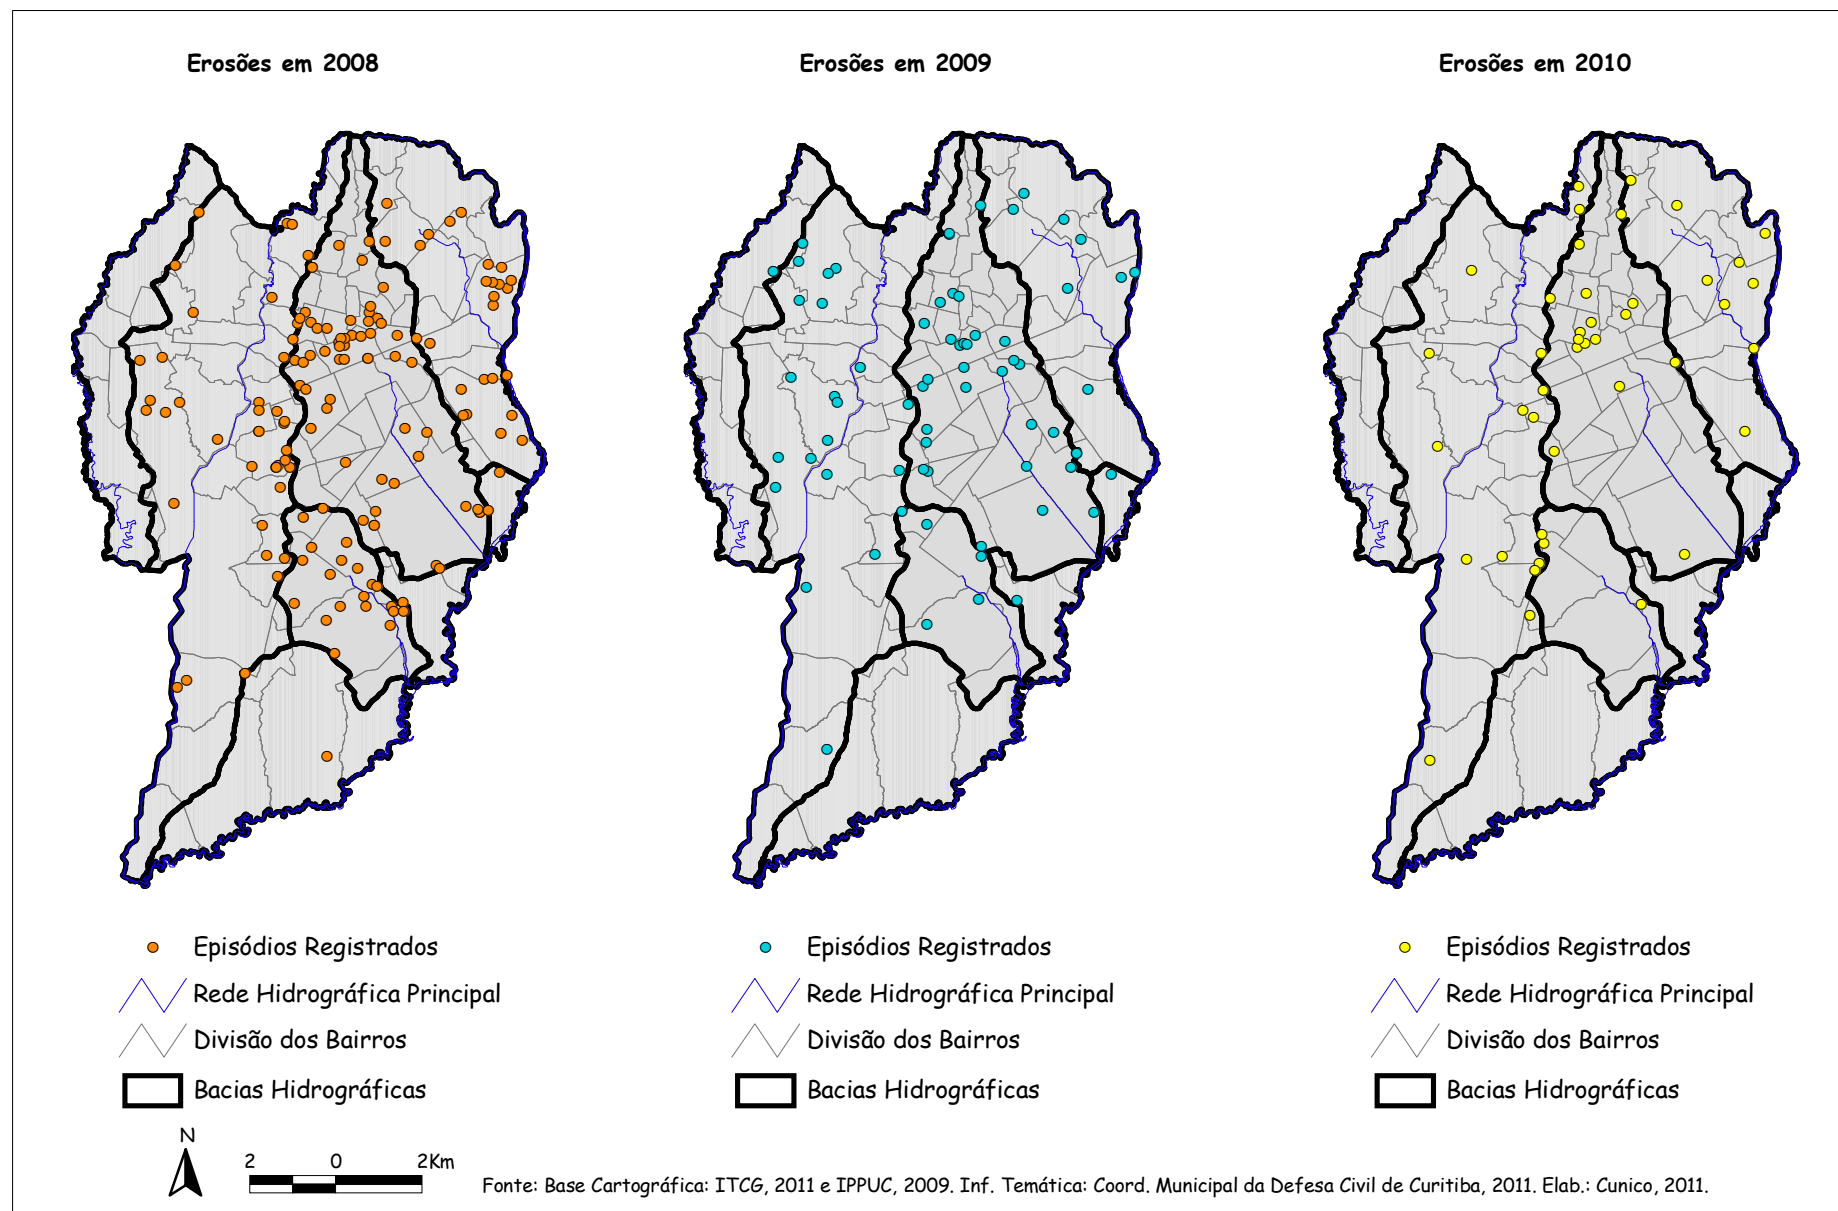 Erosões em 2008
Erosões em 2009
Erosões em 2010
Episódios Registrados
Rede Hidrográfica Principal
Divisão dos Bairros
Bacias Hidrográficas
Episódios Registrados
Rede Hidrográfica Principal
Divisão dos Bairros
Bacias Hidrográficas
Episódios Registrados
Rede Hidrográfica Principal
Divisão dos Bairros
Bacias Hidrográficas
N
2 0 2Km
Fonte: Base Cartográfica: ITCG, 2011 e IPPUC, 2009. Inf. Temática: Coord. Municipal da Defesa Civil de Curitiba, 2011. Elab.: Cunico, 2011.